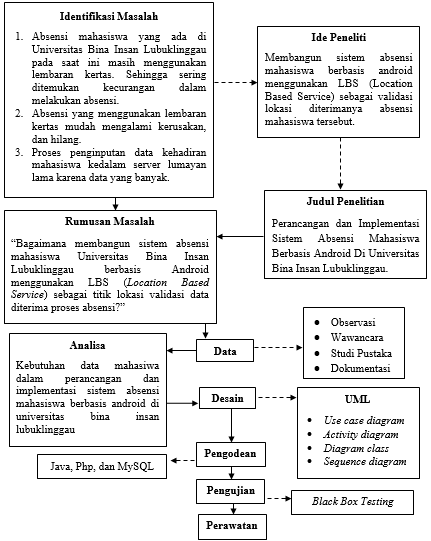 Identifikasi Masalah
1. Absensi mahasiswa yang ada di
Universitas Bina Insan Lubuklinggau
pada saat ini masih menggunakan
lembaran kertas. Sehingga sering
ditemukan kecurangan dalam
melakukan absensi.
2. Absensi yang menggunakan lembaran
kertas mudah mengalami kerusakan,
dan hilang.
3. Proses penginputan data kehadiran
mahasiswa kedalam server lumayan
lama karena data yang banyak.
Ide Peneliti
Membangun sistem absensi
mahasiswa berbasis android
menggunakan LBS (Location
Based Service) sebagai validasi
lokasi diterimanya absensi
mahasiswa tersebut.
Judul Penelitian
Perancangan dan Implementasi
Sistem Absensi Mahasiswa
Berbasis Android Di Universitas
Bina Insan Lubuklinggau.
Rumusan Masalah
“Bagaimana membangun sistem absensi
mahasiswa Universitas Bina Insan
Lubuklinggau berbasis Android
menggunakan LBS (Location Based
Service) sebagai titik lokasi validasi data
diterima proses absensi?”
Data
• Observasi
• Wawancara
• Studi Pustaka
• Dokumentasi
Analisa
Kebutuhan data mahasiwa
dalam perancangan dan
implementasi sistem absensi
mahasiswa berbasis android di
universitas bina insan
lubuklinggau
Desain
UML
• Use case diagram
• Activity diagram
• Diagram class
• Sequence diagram
Pengodean
Java, Php, dan MySQL
Pengujian
Black Box Testing
Perawatan